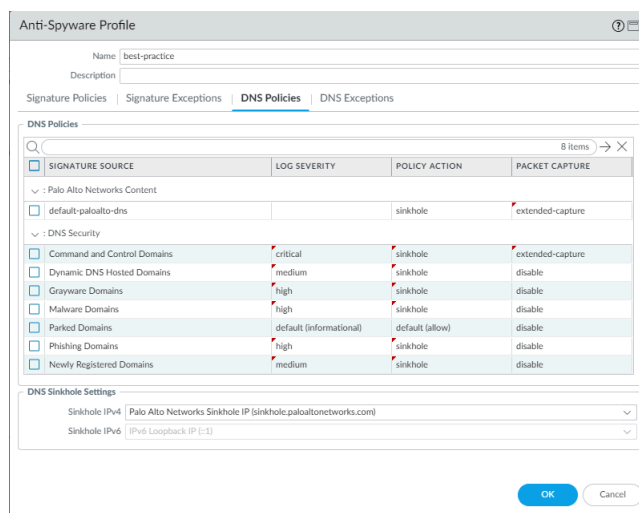 Anti-Spyware Profile
Name best-practice
Description
Signature Policies Signature Exceptions DNS Policies DNS Exceptions
DNS Policies
8 items
SIGNATURE SOURCE LOG SEVERITY POLICY ACTION PACKET CAPTURE
: Palo Alto Networks Content
default-paloalto-dns sinkhole extended-capture
: DNS Security
Command and Control Domains critical sinkhole extended-capture
Dynamic DNS Hosted Domains medium sinkhole disable
Grayware Domains high sinkhole disable
Malware Domains high sinkhole disable
Parked Domains default (informational) default (allow) disable
Phishing Domains high sinkhole disable
Newly Registered Domains medium sinkhole disable
DNS Sinkhole Settings
Sinkhole IPv4 Palo Alto Networks Sinkhole IP (sinkhole.paloaltonetworks.com)
Sinkhole IPv6 IPv6 Loopback IP (::1)
OK Cancel